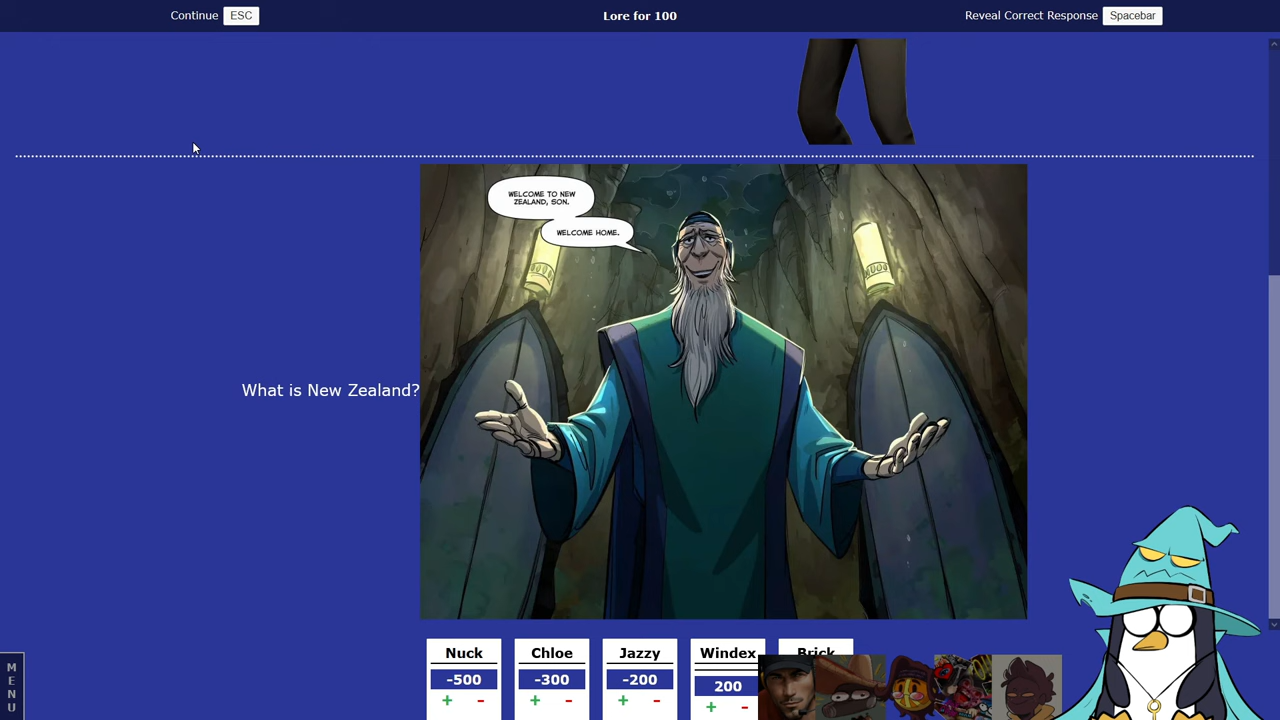 Continue ESC
Lore for 100
Reveal Correct Response Spacebar
WELCOME TO NEW
ZEALAND, SON.
WELCOME HOME.
What is New Zealand?
Nuck
Chloe
Jazzy
Windex
Brick
-500
-300
-200
200
+ -
+ -
+ -
+ -
MENU